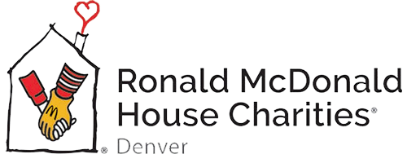 Ronald McDonald
House Charities®
® Denver